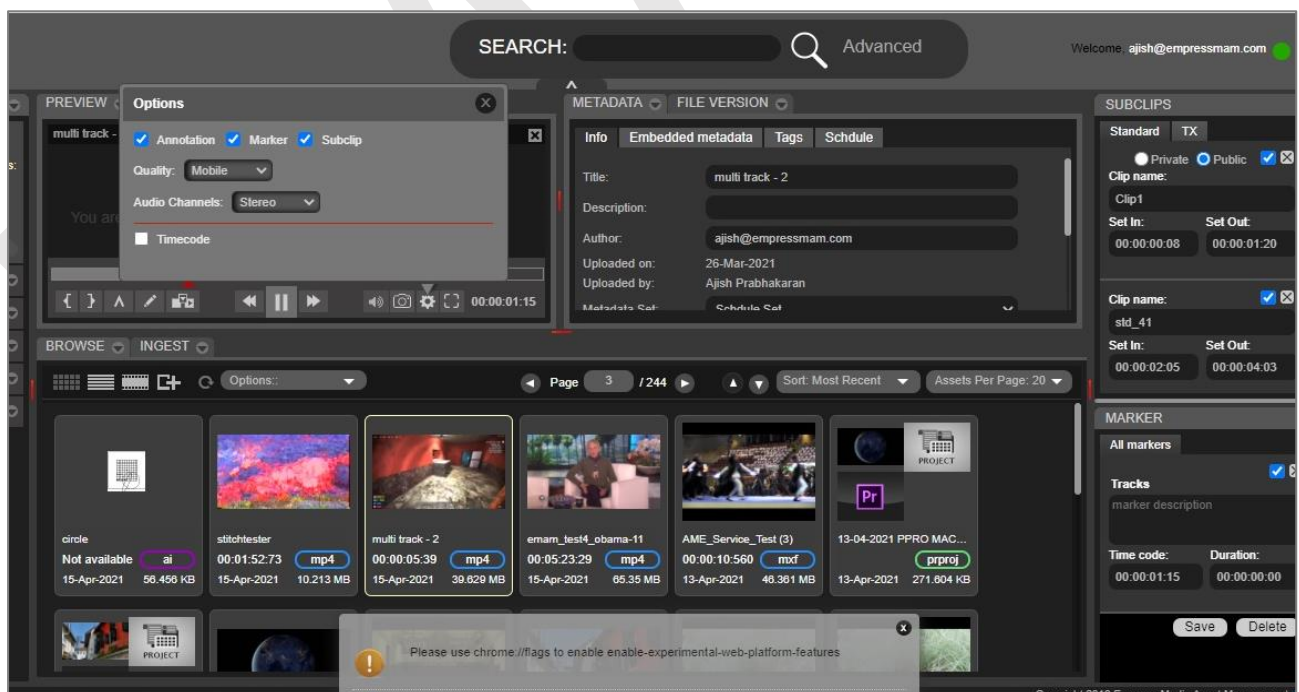 SEARCH:
Advanced
Welcome, ajish@empressmam.com
PREVIEW
Options
multi track -
Annotation Marker Subclip
Quality: Mobile
Audio Channels: Stereo
You are
Timecode
00:00:01:15
METADATA FILE VERSION
Info Embedded metadata Tags Schdule
Title: multi track - 2
Description:
Author: ajish@empressmam.com
Uploaded on: 26-Mar-2021
Uploaded by: Ajish Prabhakaran
Metadata Set: Schdule Set
SUBCLIPS
Standard TX
Private Public
Clip name:
Clip1
Set In: Set Out:
00:00:00:08 00:00:01:20
Clip name:
std_41
Set In: Set Out:
00:00:02:05 00:00:04:03
BROWSE INGEST
Options::
Page 3 / 244
Sort: Most Recent
Assets Per Page: 20
circle
Not available ai
15-Apr-2021 56.456 KB
stitchtester
00:01:52:73 mp4
15-Apr-2021 10.213 MB
multi track - 2
00:00:05:39 mp4
15-Apr-2021 39.629 MB
emam_test4_obama-11
00:05:23:29 mp4
15-Apr-2021 65.35 MB
AME_Service_Test (3)
00:00:10:560 mxf
13-Apr-2021 46.361 MB
PROJECT
Pr
13-04-2021 PPRO MAC...
prproj
13-Apr-2021 271.604 KB
PROJECT
MARKER
All markers
Tracks
marker description
Time code: Duration:
00:00:01:15 00:00:00:00
Save Delete
Please use chrome://flags to enable enable-experimental-web-platform-features